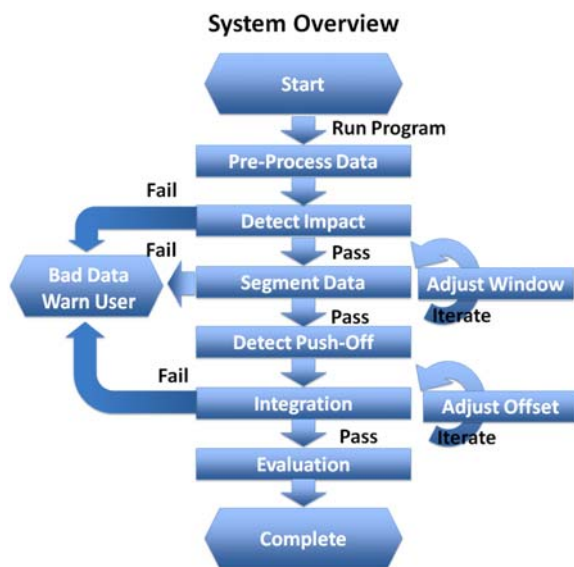 System Overview
Start
Run Program
Pre-Process Data
Fail
Detect Impact
Fail
Pass
Bad Data
Warn User
Segment Data
Adjust Window
Iterate
Pass
Detect Push-Off
Fail
Integration
Adjust Offset
Iterate
Pass
Evaluation
Complete